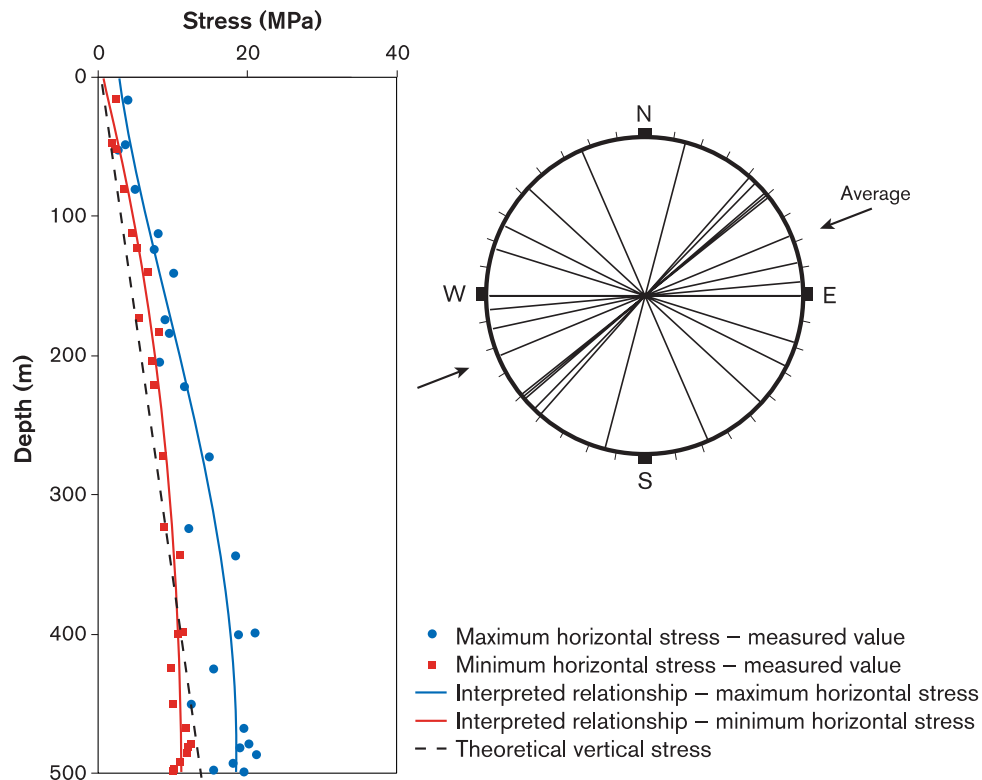 Stress (MPa)
0 20 40
0
100
200
300
400
500
Depth (m)
N
Average
W
E
S
Maximum horizontal stress – measured value
Minimum horizontal stress – measured value
Interpreted relationship – maximum horizontal stress
Interpreted relationship – minimum horizontal stress
Theoretical vertical stress